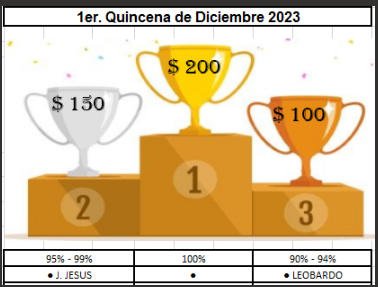 1er. Quincena de Diciembre 2023
$ 200
$ 150
$ 100
1
2
3
95% - 99% 100% 90% - 94%
● J. JESUS ● ● LEOBARDO